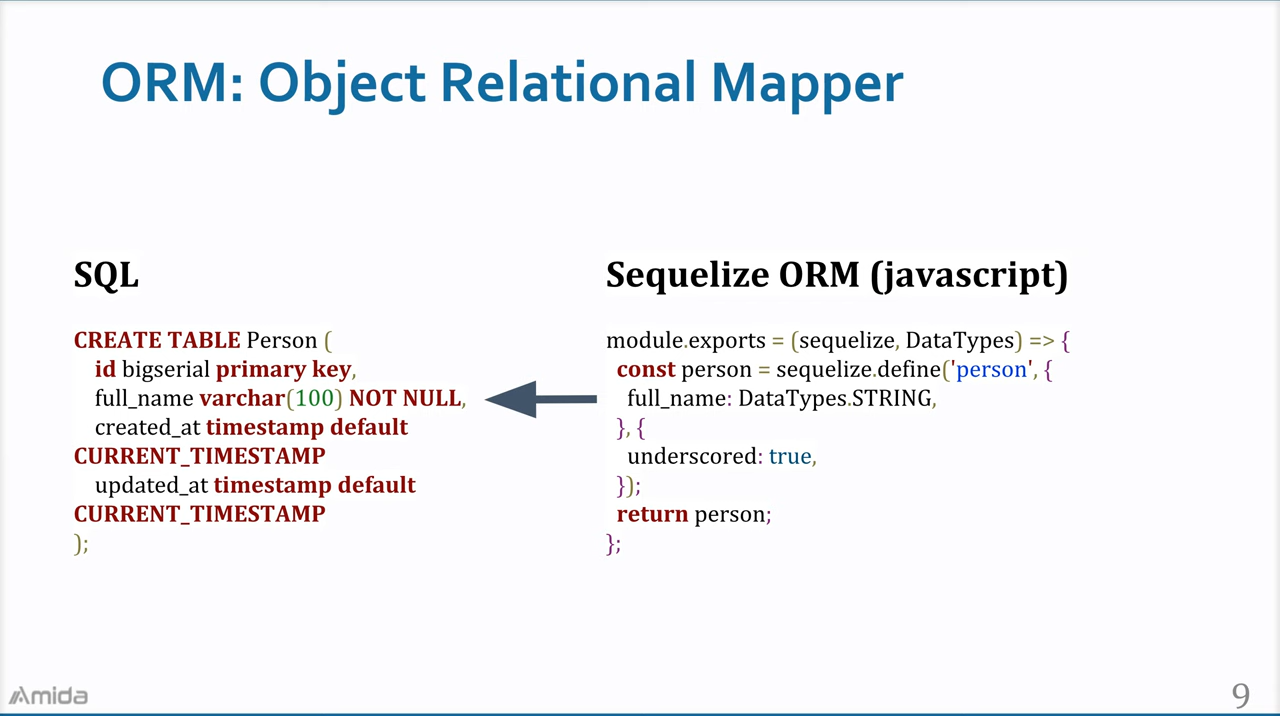 ORM: Object Relational Mapper
SQL
CREATE TABLE Person (
id bigserial primary key,
full_name varchar(100) NOT NULL,
created_at timestamp default
CURRENT_TIMESTAMP
updated_at timestamp default
CURRENT_TIMESTAMP
);
Sequelize ORM (javascript)
module.exports = (sequelize, DataTypes) => {
const person = sequelize.define('person', {
full_name: DataTypes.STRING,
}, {
underscored: true,
});
return person;
};
Amida
9